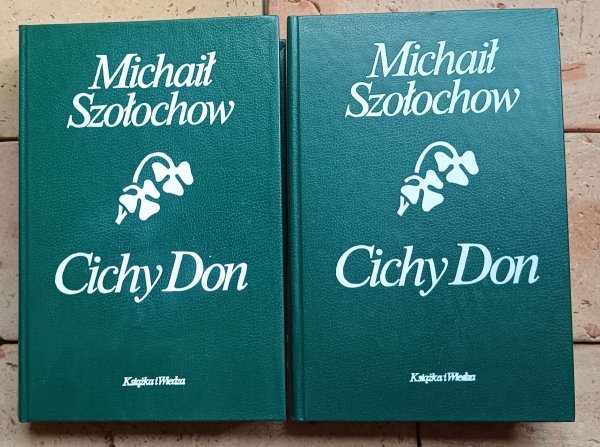 Michaił
Szołochow
Cichy Don
Książka i Wiedza
Michaił
Szołochow
Cichy Don
Książka i Wiedza